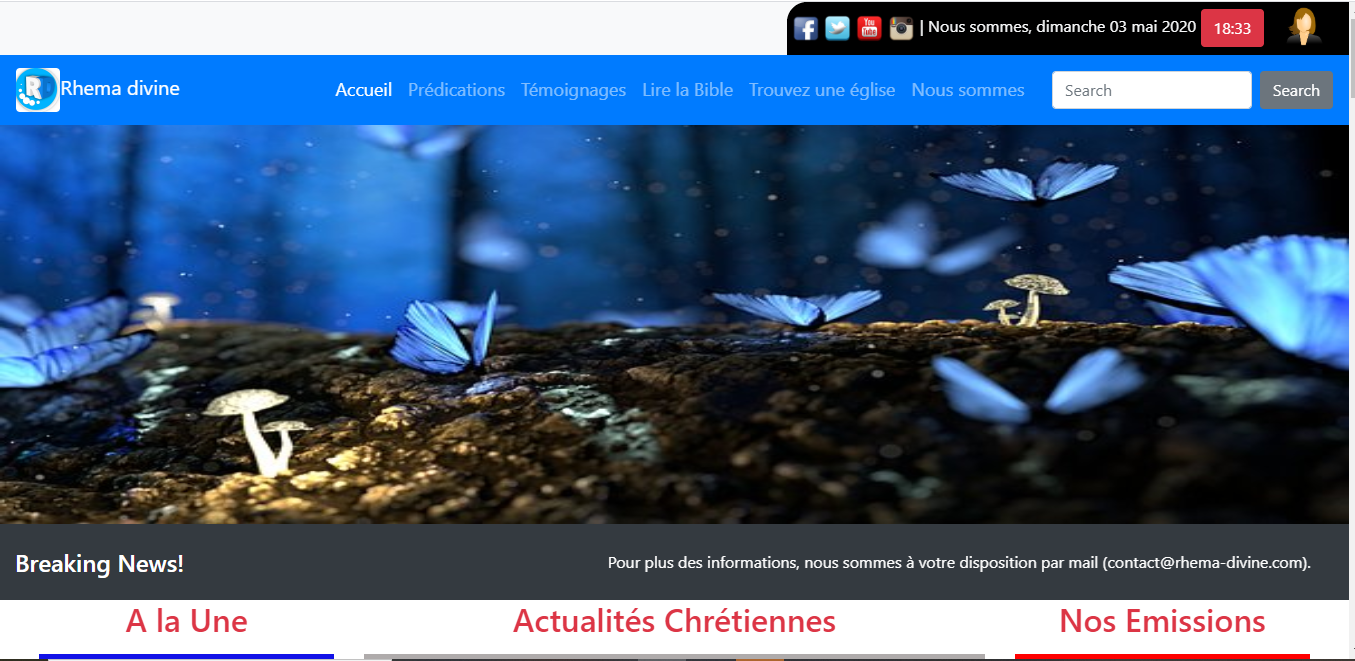 | Nous sommes, dimanche 03 mai 2020 18:33
Rhema divine Accueil Prédications Témoignages Lire la Bible Trouvez une église Nous sommes Search Search
Breaking News! Pour plus des informations, nous sommes à votre disposition par mail (contact@rhema-divine.com).
A la Une Actualités Chrétiennes Nos Emissions